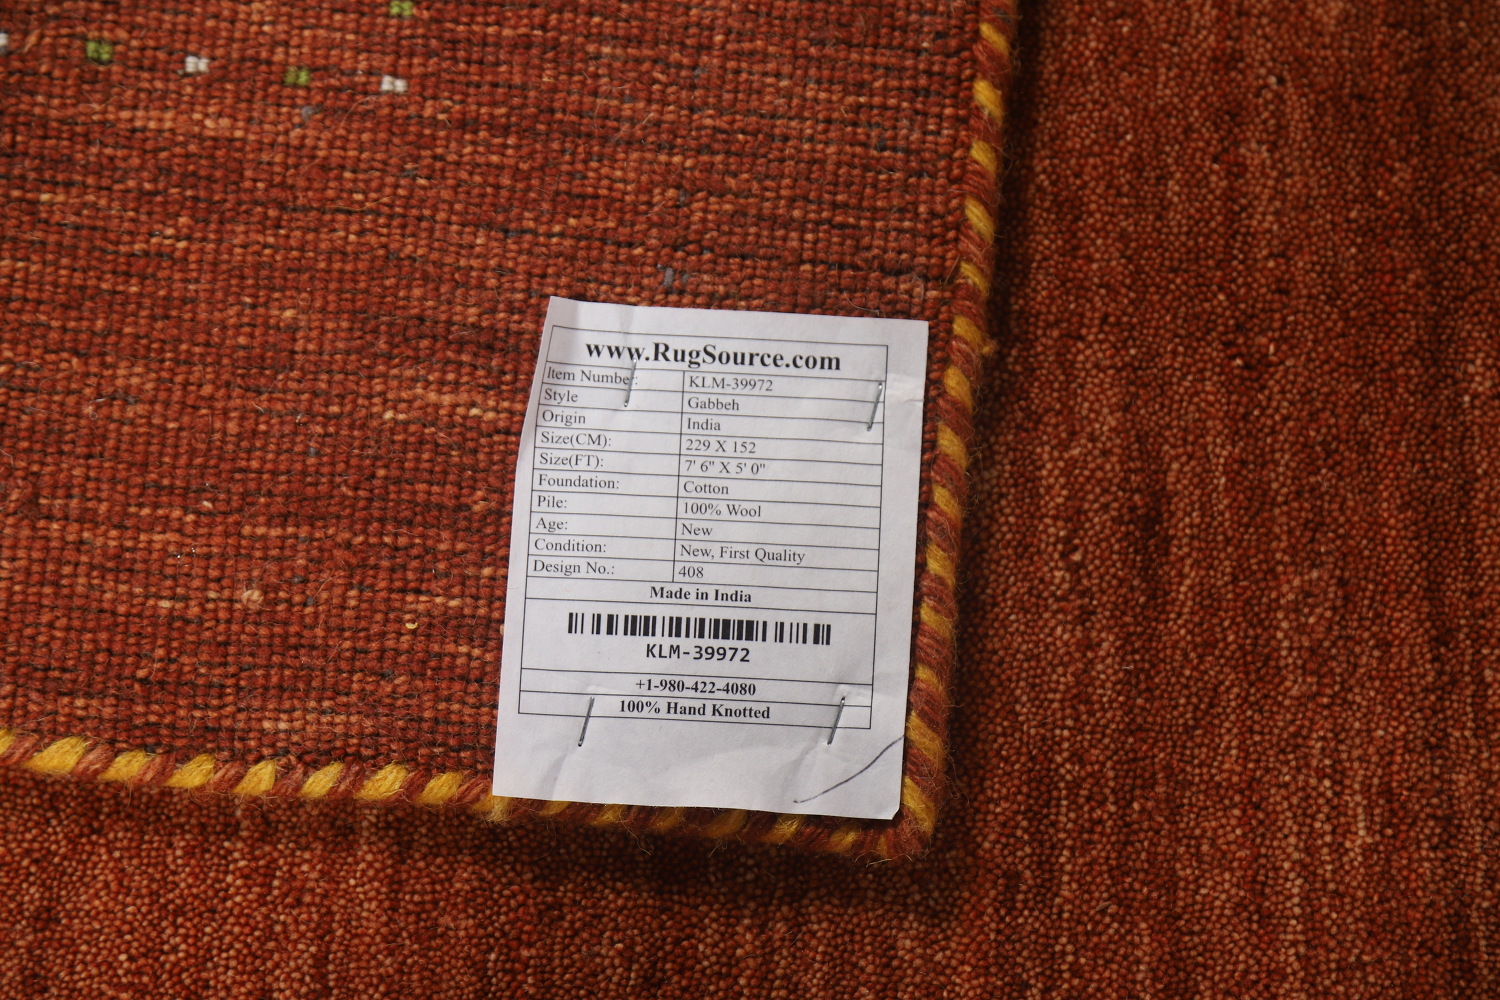 www.RugSource.com
Item Number: KLM-39972
Style Gabbeh
Origin India
Size(CM): 229 X 152
Size(FT): 7' 6" X 5' 0"
Foundation: Cotton
Pile: 100% Wool
Age: New
Condition: New, First Quality
Design No.: 408
Made in India
KLM-39972
+1-980-422-4080
100% Hand Knotted